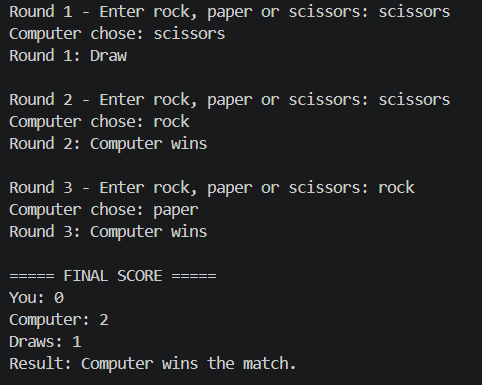 Round 1 - Enter rock, paper or scissors: scissors
Computer chose: scissors
Round 1: Draw
Round 2 - Enter rock, paper or scissors: scissors
Computer chose: rock
Round 2: Computer wins
Round 3 - Enter rock, paper or scissors: rock
Computer chose: paper
Round 3: Computer wins
===== FINAL SCORE =====
You: 0
Computer: 2
Draws: 1
Result: Computer wins the match.